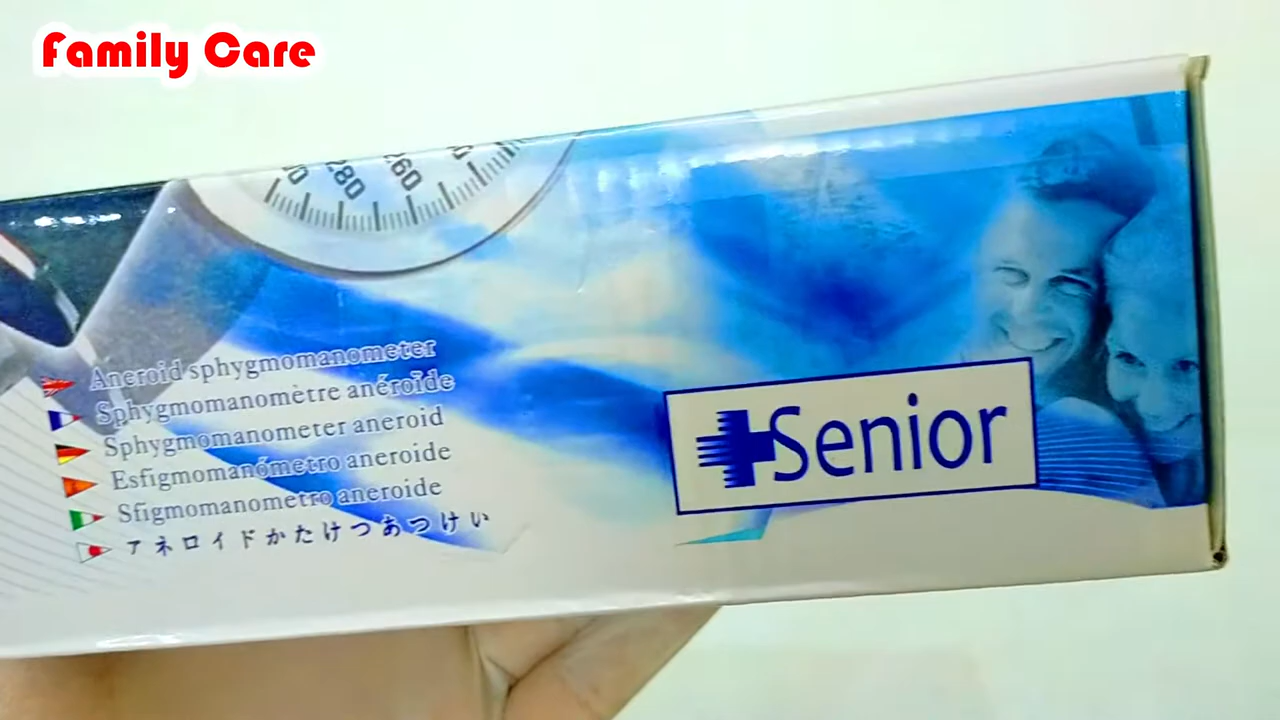 Family Care
280
260
Aneroid sphygmomanometer
Sphygmomanomètre anéroïde
Sphygmomanometer aneroid
Esfigmomanómetro aneroide
Sfigmomanometro aneroide
アネロイドかたけつあつけい
Senior